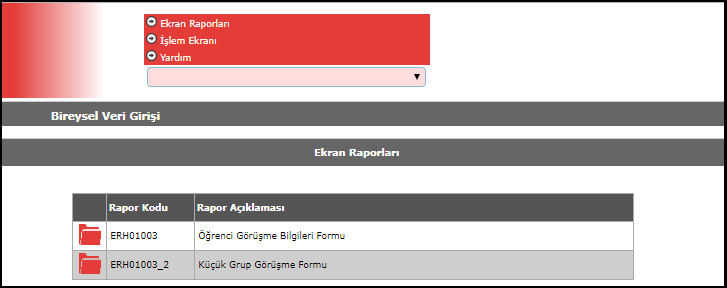 Ekran Raporları
İşlem Ekranı
Yardım
Bireysel Veri Girişi
Ekran Raporları
Rapor Kodu Rapor Açıklaması
ERH01003 Öğrenci Görüşme Bilgileri Formu
ERH01003_2 Küçük Grup Görüşme Formu